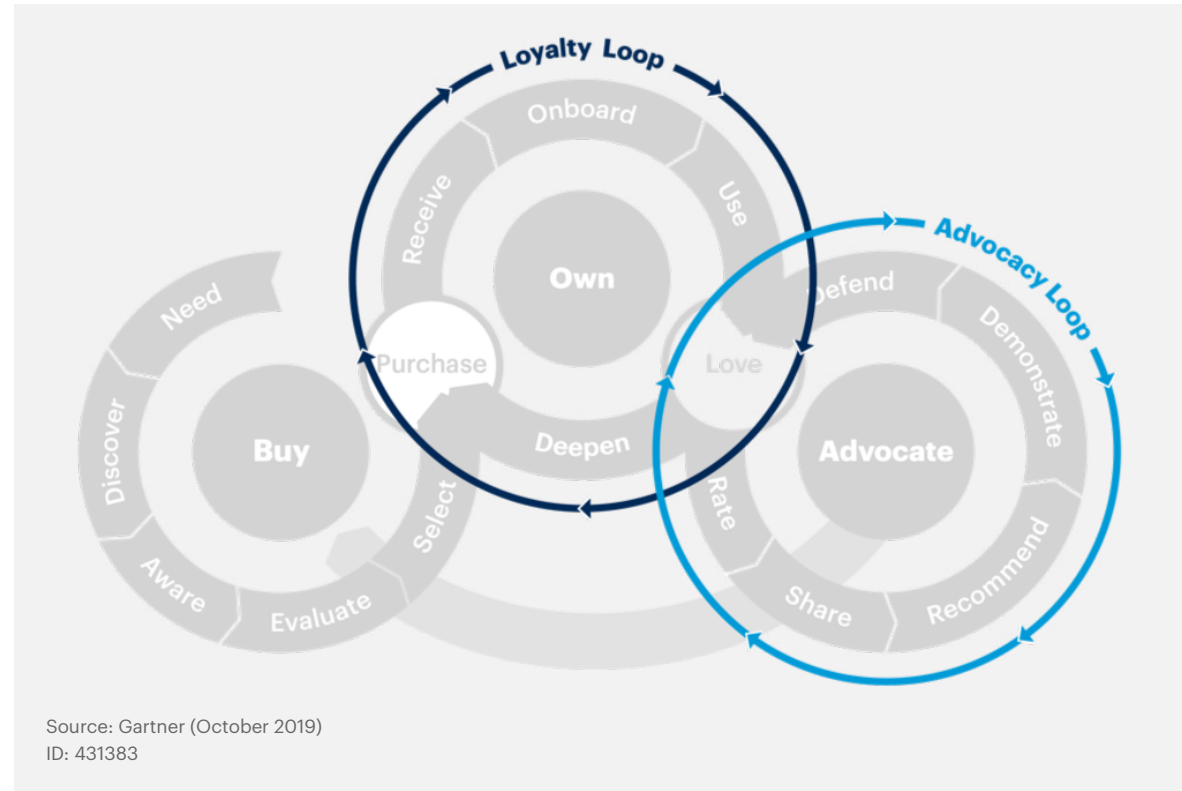 Loyalty Loop
Onboard
Receive
Use
Own
Advocacy Loop
Need
Defend
Demonstrate
Purchase
Love
Discover
Buy
Deepen
Advocate
Select
Rate
Aware
Evaluate
Share
Recommend
Source: Gartner (October 2019)
ID: 431383